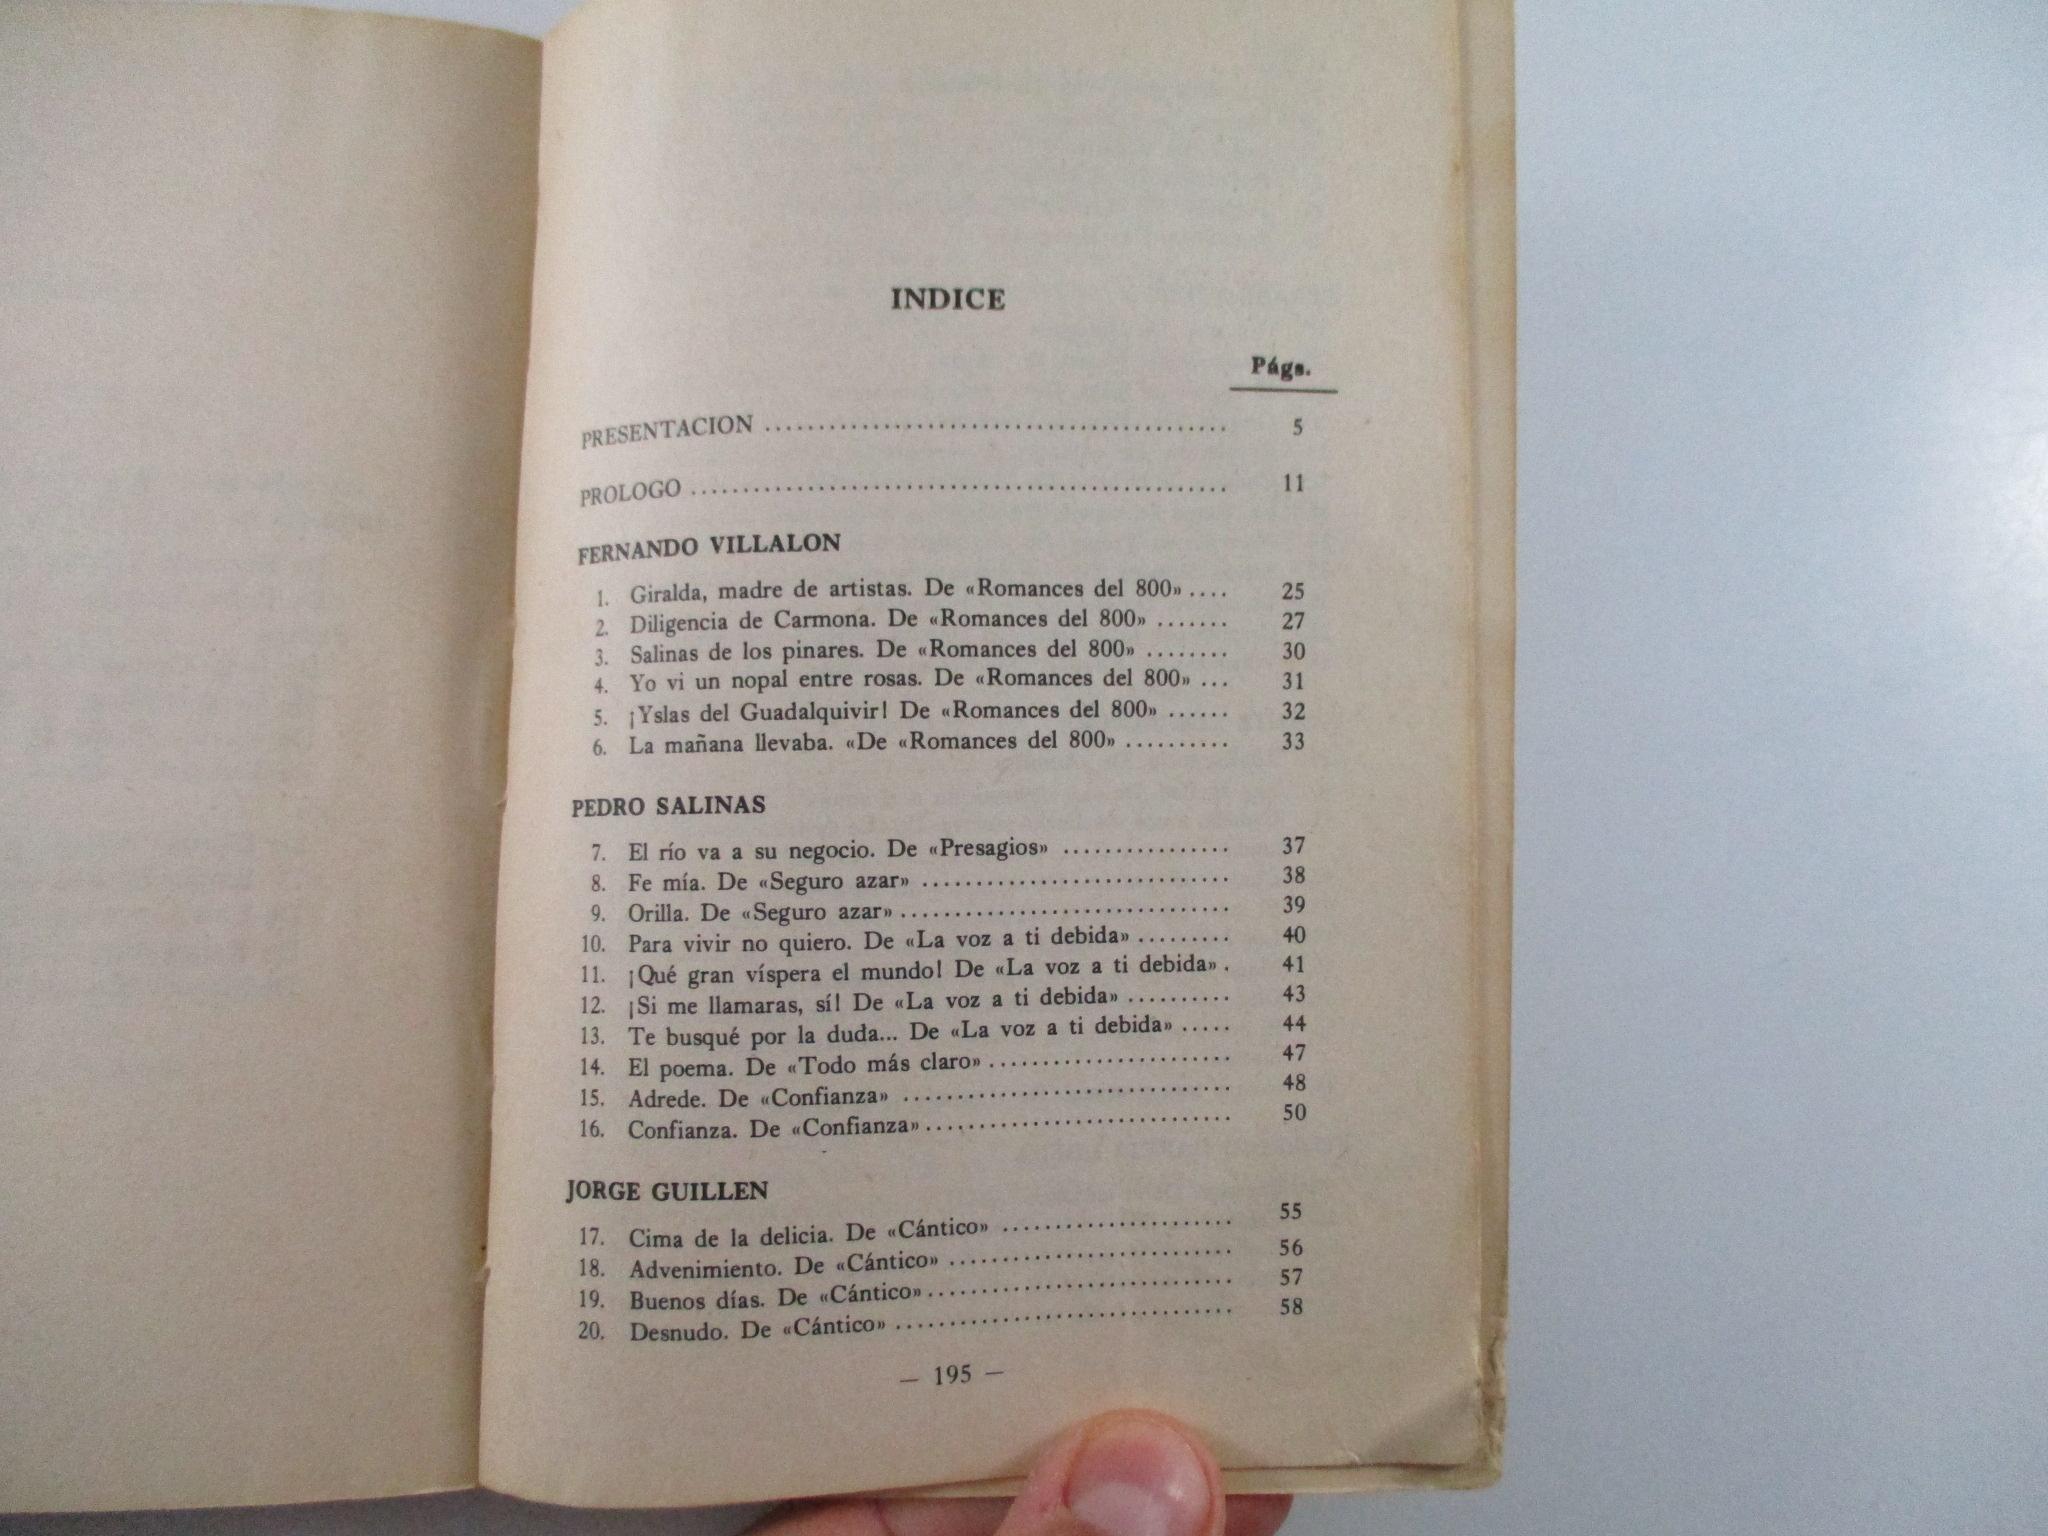 INDICE
Págs.
PRESENTACION ........................................... 5
PROLOGO .................................................. 11
FERNANDO VILLALON
1. Giralda, madre de artistas. De «Romances del 800» .... 25
2. Diligencia de Carmona. De «Romances del 800» ....... 27
3. Salinas de los pinares. De «Romances del 800» ........ 30
4. Yo vi un nopal entre rosas. De «Romances del 800» ... 31
5. ¡Yslas del Guadalquivir! De «Romances del 800» ...... 32
6. La mañana llevaba. «De «Romances del 800» .......... 33
PEDRO SALINAS
7. El río va a su negocio. De «Presagios» ................ 37
8. Fe mía. De «Seguro azar» ............................. 38
9. Orilla. De «Seguro azar» ............................... 39
10. Para vivir no quiero. De «La voz a ti debida» ......... 40
11. ¡Qué gran víspera el mundo! De «La voz a ti debida» . 41
12. ¡Si me llamaras, sí! De «La voz a ti debida» .......... 43
13. Te busqué por la duda... De «La voz a ti debida» ..... 44
14. El poema. De «Todo más claro» ....................... 47
15. Adrede. De «Confianza» ............................... 48
16. Confianza. De «Confianza» ............................. 50
JORGE GUILLEN
17. Cima de la delicia. De «Cántico» ...................... 55
18. Advenimiento. De «Cántico» ........................... 56
19. Buenos días. De «Cántico» ............................. 57
20. Desnudo. De «Cántico» ................................ 58
— 195 —